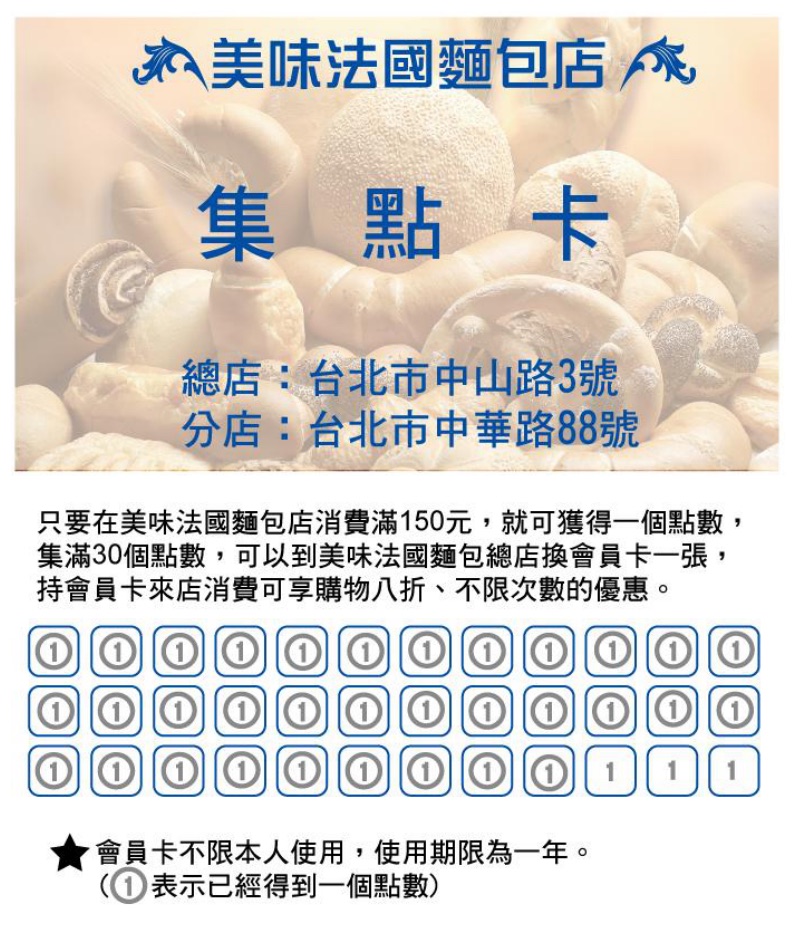 美味法國麵包店
集 點 卡
總店：台北市中山路3號
分店：台北市中華路88號
只要在美味法國麵包店消費滿150元，就可獲得一個點數，
集滿30個點數，可以到美味法國麵包總店換會員卡一張，
持會員卡來店消費可享購物八折、不限次數的優惠。
① ① ① ① ① ① ① ① ① ① ① ①
① ① ① ① ① ① ① ① ① ① ① ①
① ① ① ① ① ① ① ① ① 1 1 1
★會員卡不限本人使用，使用期限為一年。
(①表示已經得到一個點數)